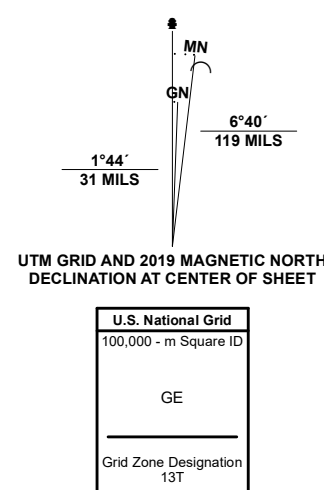 MN
GN
6°40´
119 MILS
1°44´
31 MILS
UTM GRID AND 2019 MAGNETIC NORTH
DECLINATION AT CENTER OF SHEET
U.S. National Grid
100,000 - m Square ID
GE
Grid Zone Designation
13T